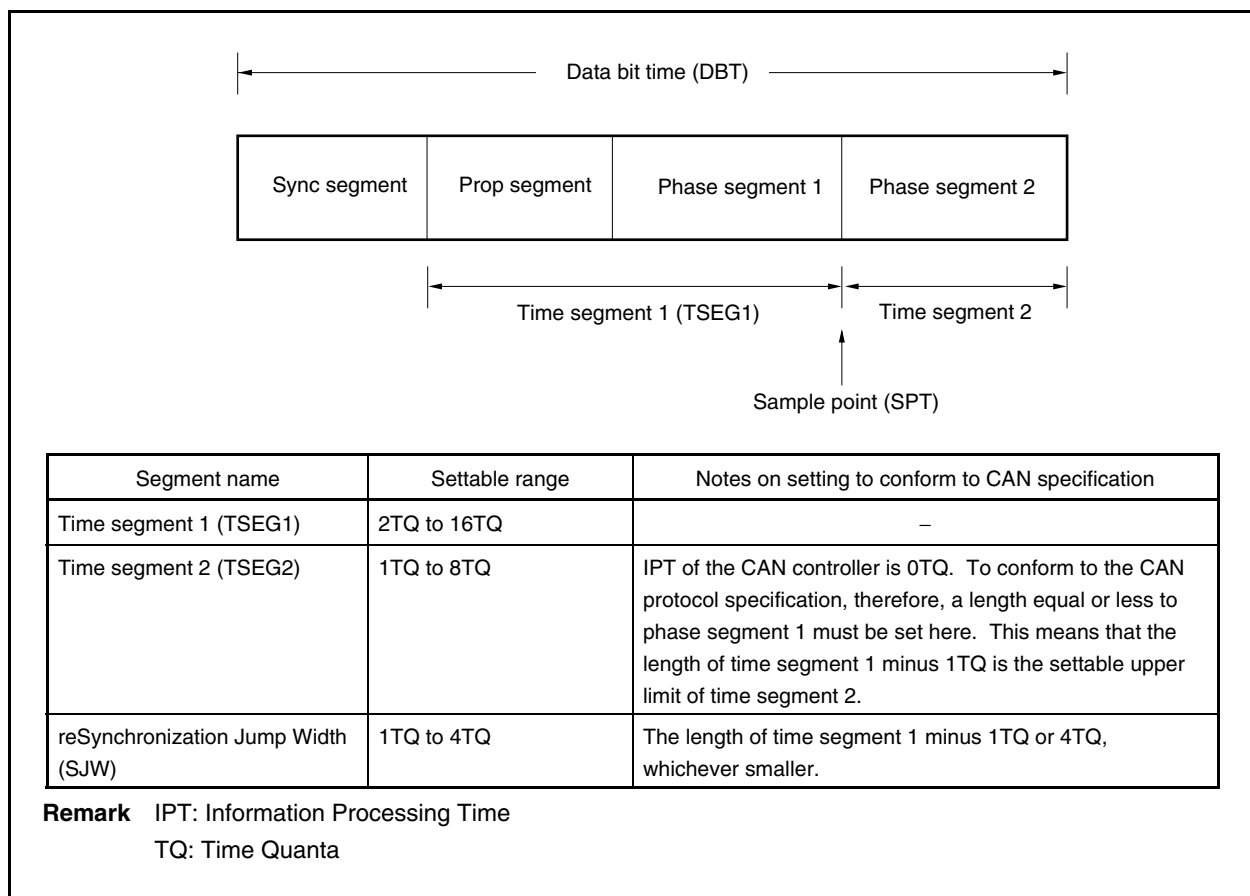 Data bit time (DBT)
Sync segment
Prop segment
Phase segment 1
Phase segment 2
Time segment 1 (TSEG1)
Time segment 2
Sample point (SPT)
Segment name
Settable range
Notes on setting to conform to CAN specification
Time segment 1 (TSEG1)
2TQ to 16TQ
–
Time segment 2 (TSEG2)
1TQ to 8TQ
IPT of the CAN controller is 0TQ. To conform to the CAN
protocol specification, therefore, a length equal or less to
phase segment 1 must be set here. This means that the
length of time segment 1 minus 1TQ is the settable upper
limit of time segment 2.
reSynchronization Jump Width
(SJW)
1TQ to 4TQ
The length of time segment 1 minus 1TQ or 4TQ,
whichever smaller.
Remark IPT: Information Processing Time
TQ: Time Quanta